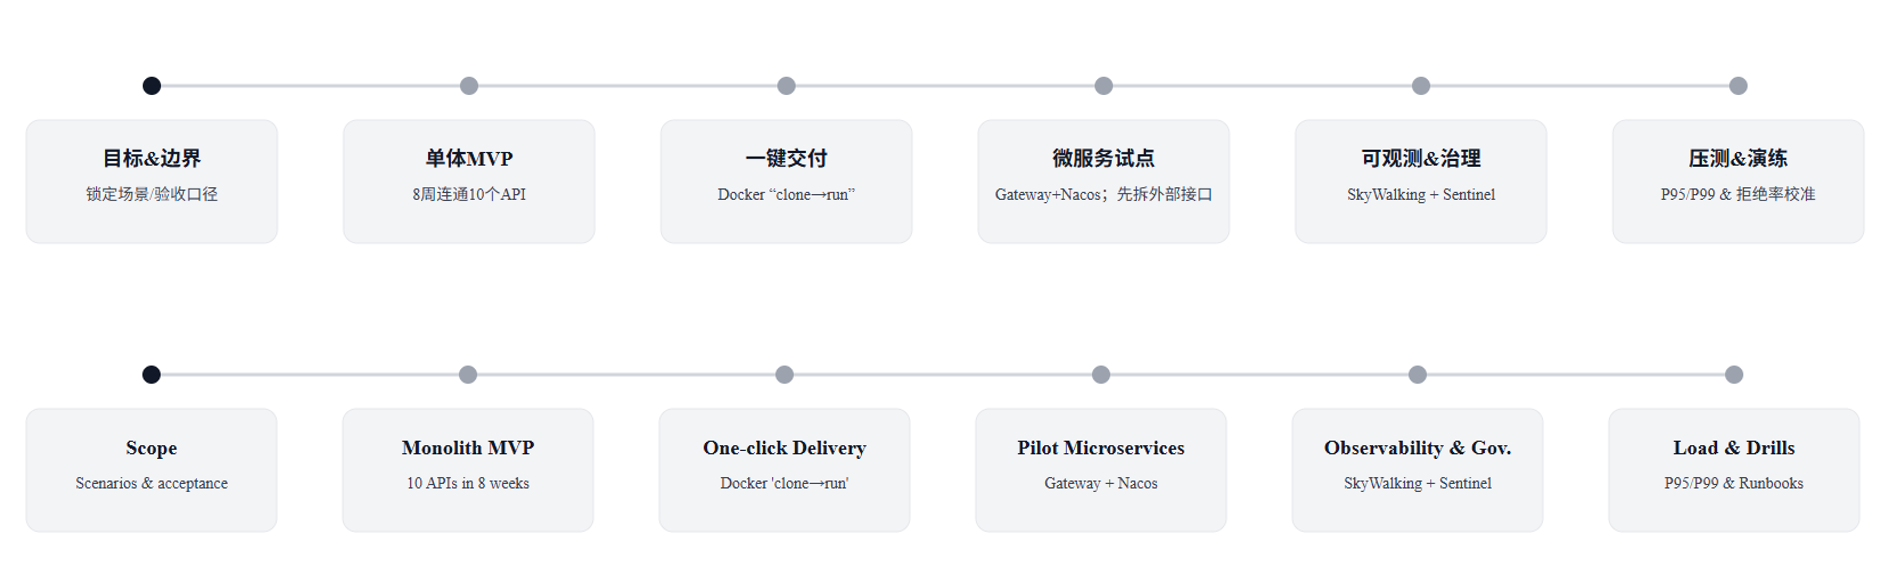 目标&边界
锁定场景/验收口径
单体MVP
8周连通10个API
一键交付
Docker “clone→run”
微服务试点
Gateway+Nacos；先拆外部接口
可观测&治理
SkyWalking + Sentinel
压测&演练
P95/P99 & 拒绝率校准
Scope
Scenarios & acceptance
Monolith MVP
10 APIs in 8 weeks
One-click Delivery
Docker 'clone→run'
Pilot Microservices
Gateway + Nacos
Observability & Gov.
SkyWalking + Sentinel
Load & Drills
P95/P99 & Runbooks